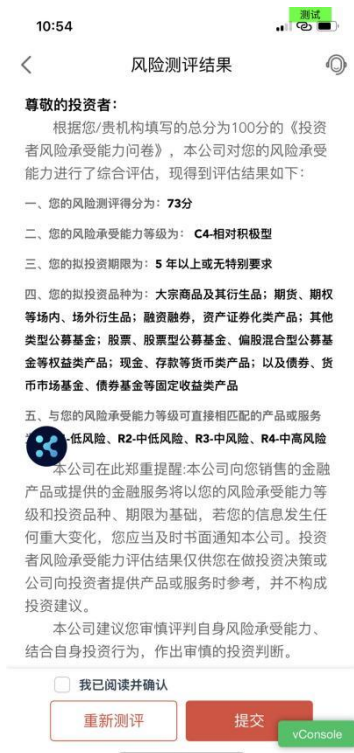 10:54
测试
风险测评结果
尊敬的投资者：
根据您/贵机构填写的总分为100分的《投资
者风险承受能力问卷》，本公司对您的风险承受
能力进行了综合评估，现得到评估结果如下：
一、您的风险测评得分为：73分
二、您的风险承受能力等级为： C4-相对积极型
三、您的拟投资期限为：5 年以上或无特别要求
四、您的拟投资品种为：大宗商品及其衍生品；期货、期权
等场内、场外衍生品；融资融券，资产证券化类产品；其他
类型公募基金；股票、股票型公募基金、偏股混合型公募基
金等权益类产品；现金、存款等货币类产品；以及债券、货
币市场基金、债券基金等固定收益类产品
五、与您的风险承受能力等级可直接相匹配的产品或服务
-低风险、R2-中低风险、R3-中风险、R4-中高风险
本公司在此郑重提醒:本公司向您销售的金融
产品或提供的金融服务将以您的风险承受能力等
级和投资品种、期限为基础，若您的信息发生任
何重大变化，您应当及时书面通知本公司。投资
者风险承受能力评估结果仅供您在做投资决策或
公司向投资者提供产品或服务时参考，并不构成
投资建议。
本公司建议您审慎评判自身风险承受能力、
结合自身投资行为，作出审慎的投资判断。
我已阅读并确认
重新测评
提交
vConsole